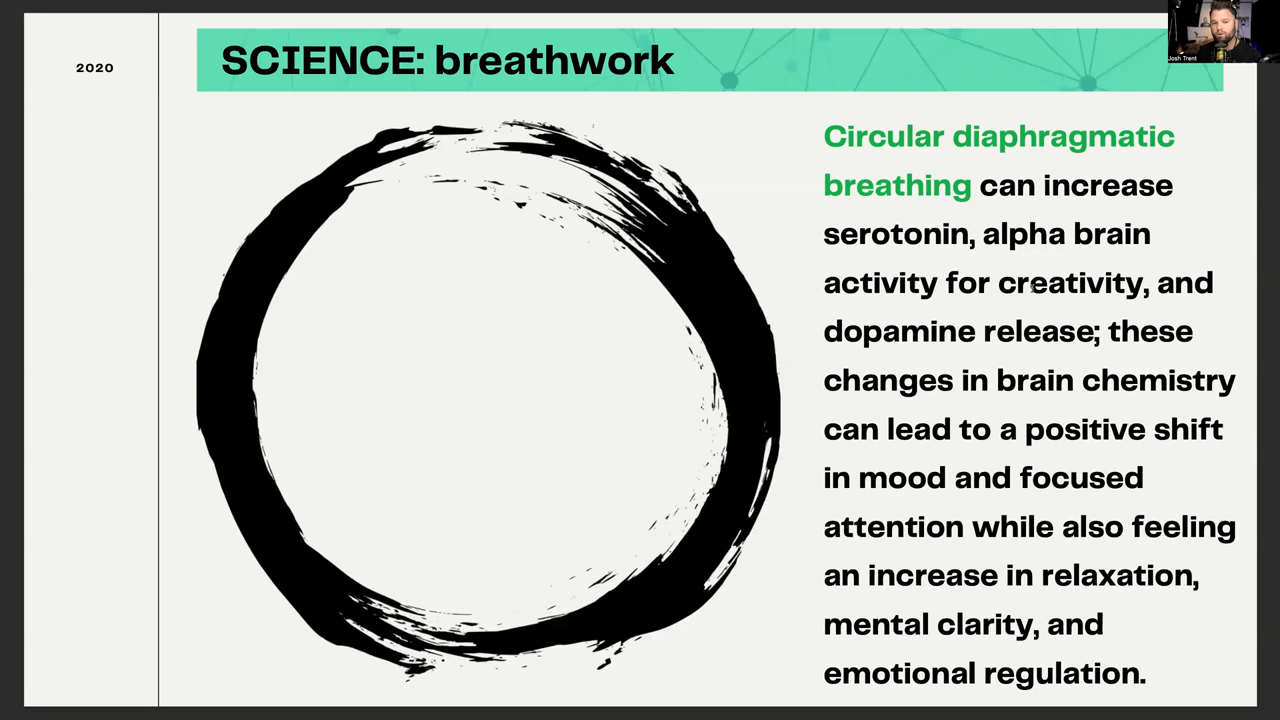 2020
SCIENCE: breathwork
Josh Trent
Circular diaphragmatic
breathing can increase
serotonin, alpha brain
activity for creativity, and
dopamine release; these
changes in brain chemistry
can lead to a positive shift
in mood and focused
attention while also feeling
an increase in relaxation,
mental clarity, and
emotional regulation.